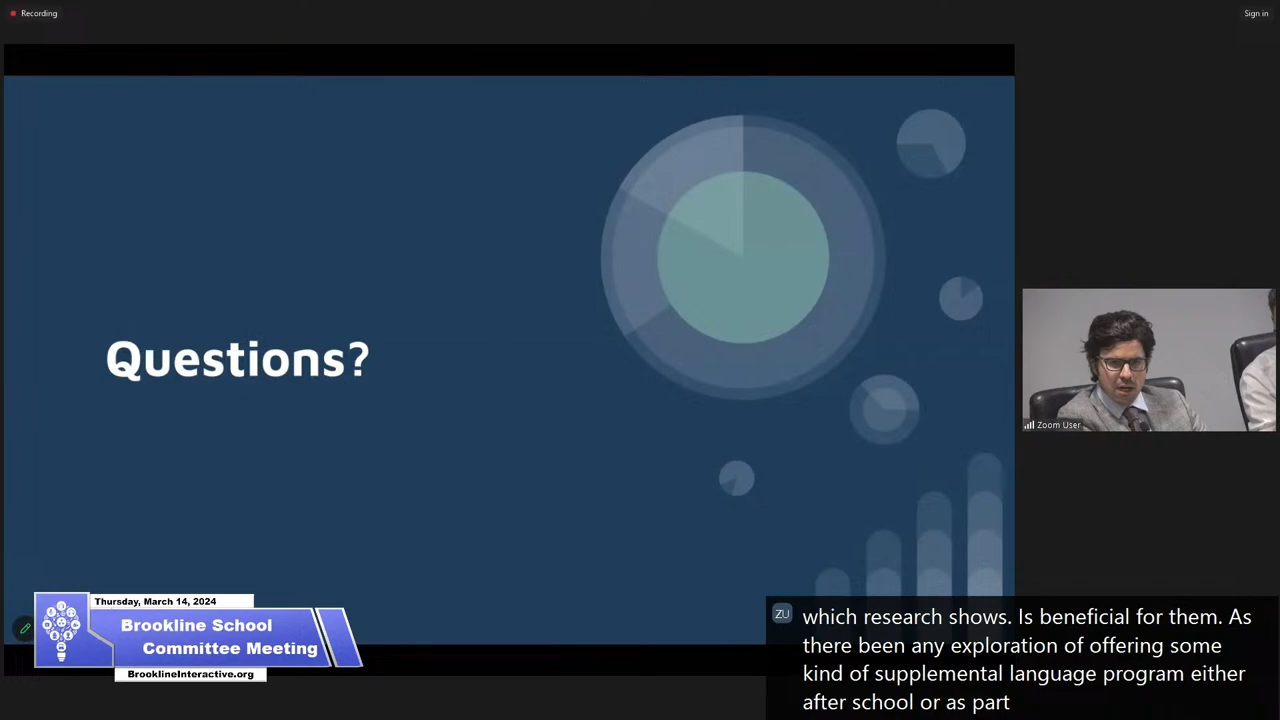 Recording
Sign in
Questions?
Zoom User
Thursday, March 14, 2024
Brookline School
Committee Meeting
BrooklineInteractive.org
ZU
which research shows. Is beneficial for them. As
there been any exploration of offering some
kind of supplemental language program either
after school or as part